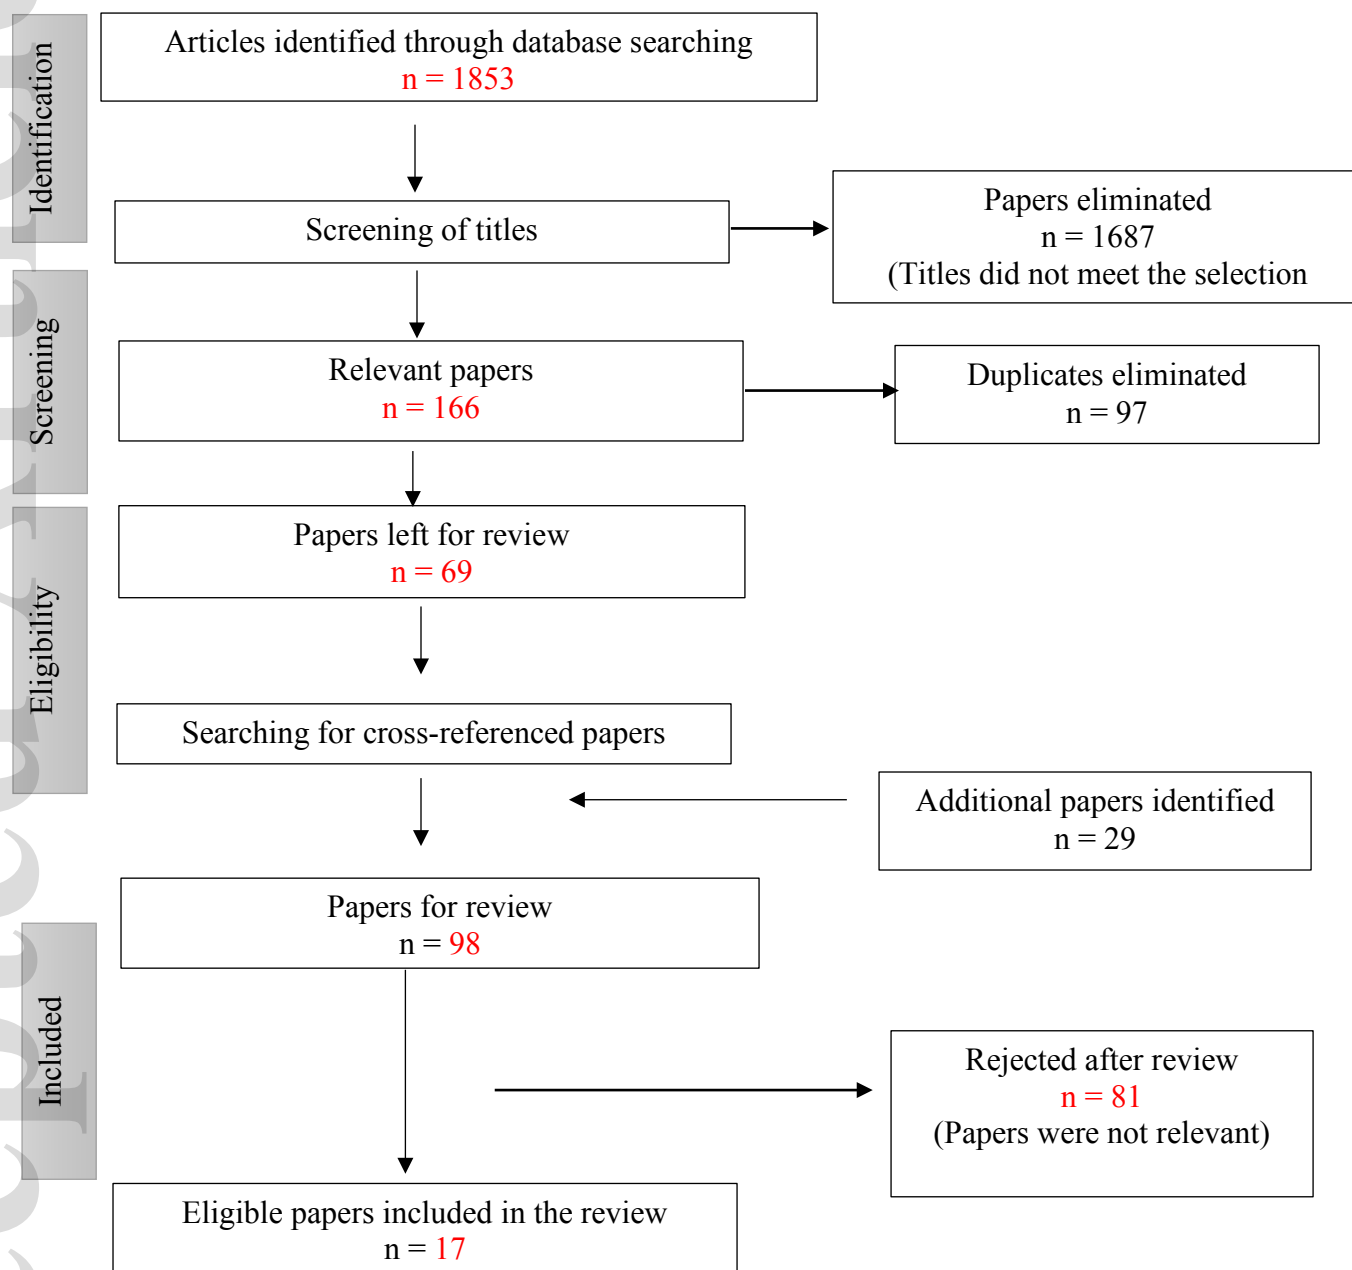 Identification
Articles identified through database searching
n = 1853
Screening of titles
Papers eliminated
n = 1687
(Titles did not meet the selection
Screening
Relevant papers
n = 166
Duplicates eliminated
n = 97
Eligibility
Papers left for review
n = 69
Searching for cross-referenced papers
Additional papers identified
n = 29
Included
Papers for review
n = 98
Rejected after review
n = 81
(Papers were not relevant)
Eligible papers included in the review
n = 17